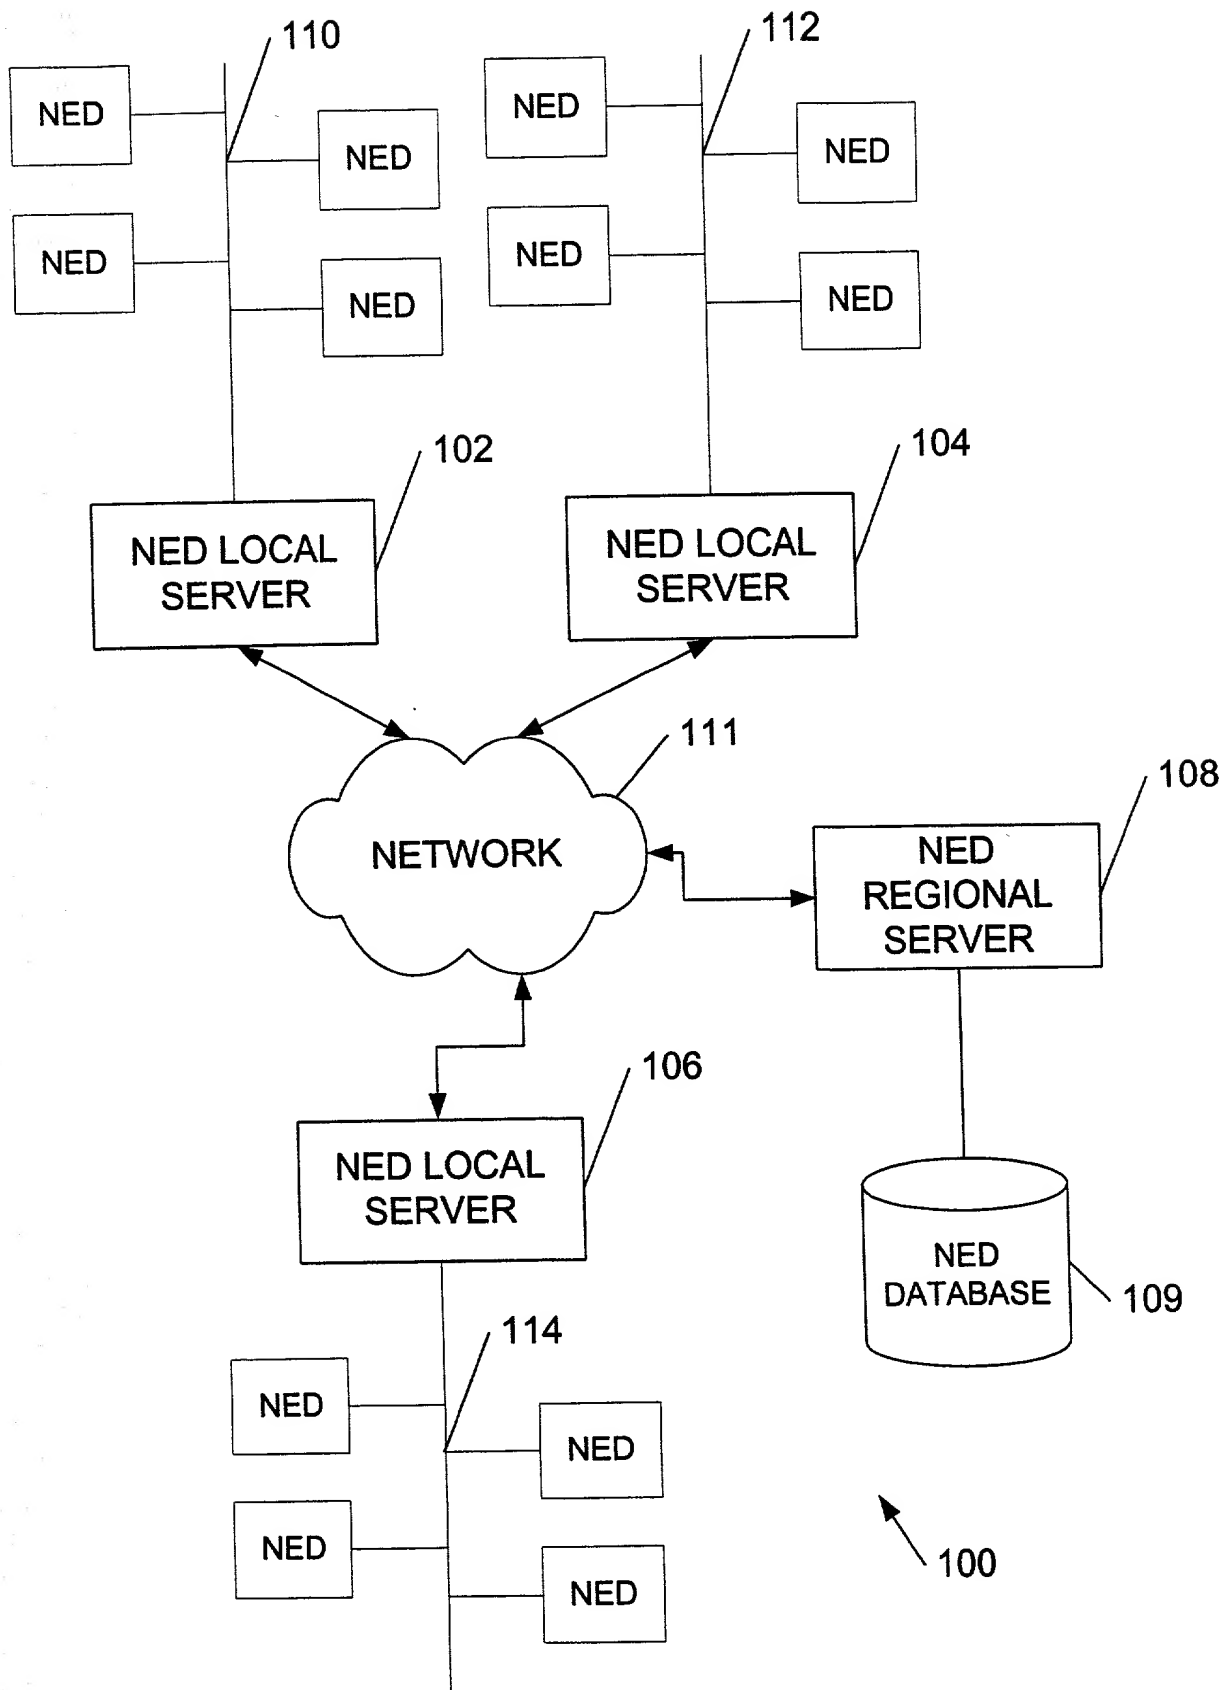 110
112
NED
NED
NED
NED
NED
NED
NED
NED
102
104
NED LOCAL
SERVER
NED LOCAL
SERVER
111
108
NETWORK
NED
REGIONAL
SERVER
106
NED LOCAL
SERVER
NED
DATABASE
109
114
NED
NED
NED
NED
100